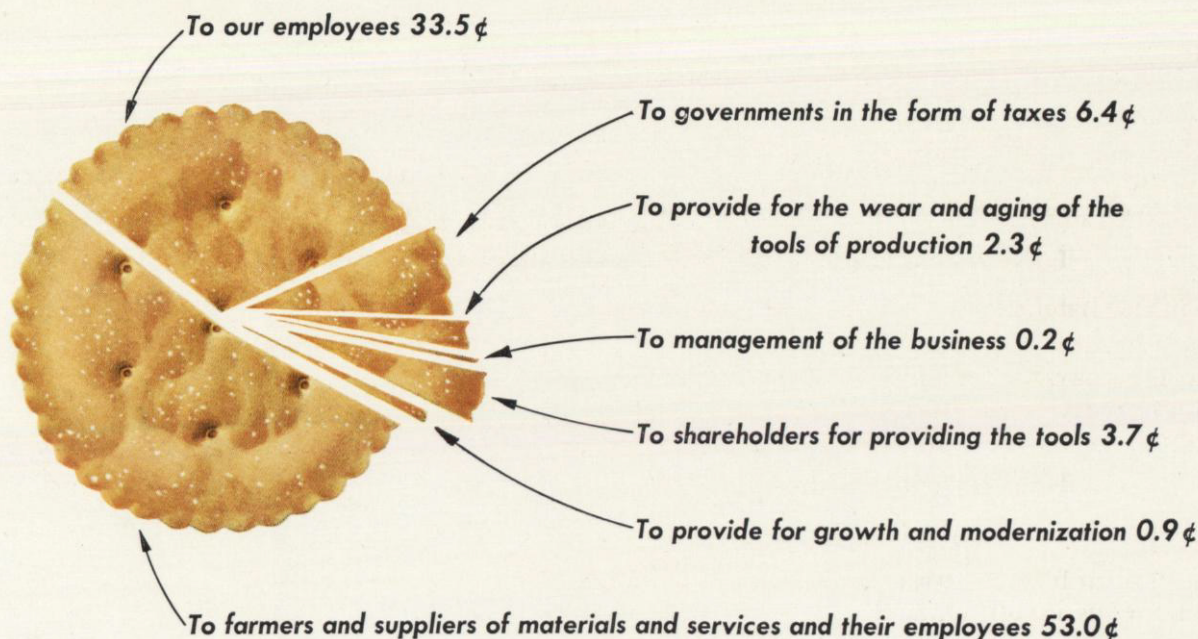 To our employees 33.5¢
To governments in the form of taxes 6.4¢
To provide for the wear and aging of the
tools of production 2.3¢
To management of the business 0.2¢
To shareholders for providing the tools 3.7¢
To provide for growth and modernization 0.9¢
To farmers and suppliers of materials and services and their employees 53.0¢